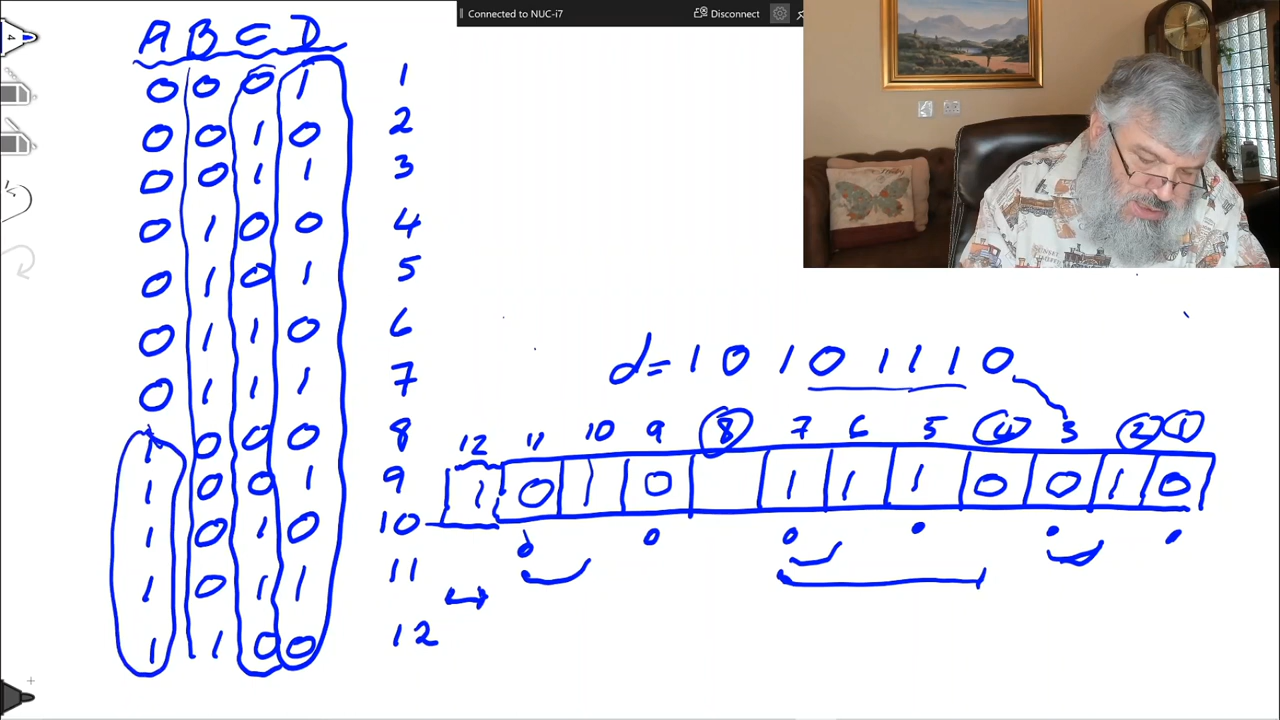 Connected to NUC-i7 Disconnect
A B C D
0 0 0 1 1
0 0 1 0 2
0 0 1 1 3
0 1 0 0 4
0 1 0 1 5
0 1 1 0 6
0 1 1 1 7
1 0 0 0 8
1 0 0 1 9
1 0 1 0 10
1 0 1 1 11
1 1 0 0 12
d= 1 0 1 0 1 1 1 0
12 11 10 9 8 7 6 5 4 3 2 1
1 0 1 0 1 1 1 0 0 1 0